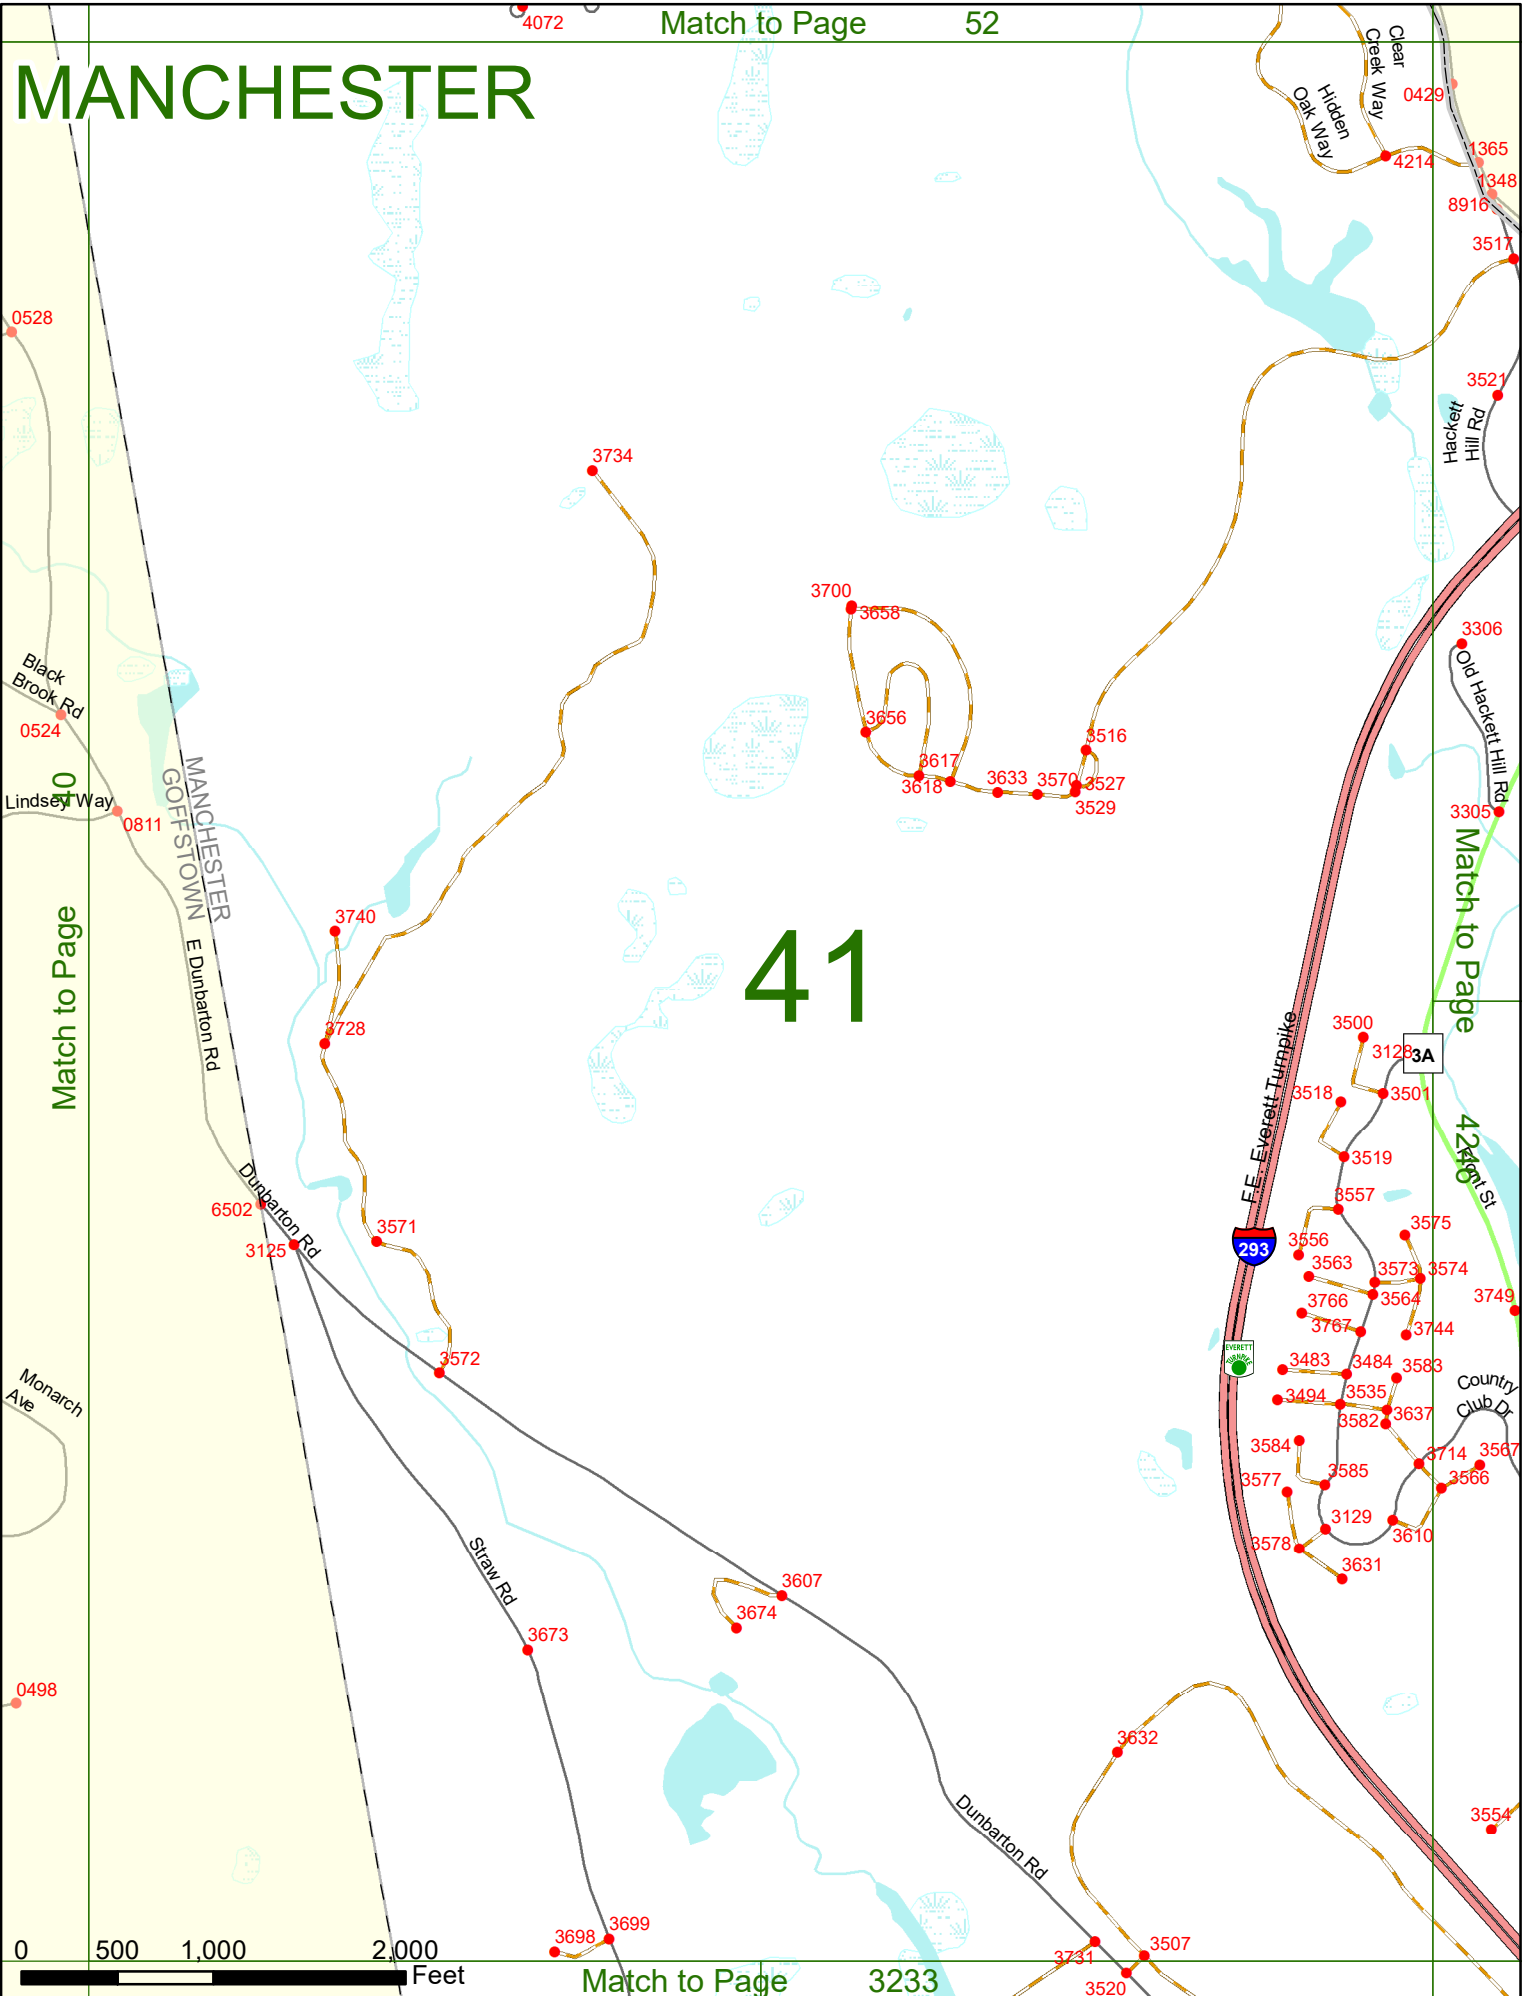 4072
Match to Page 52
MANCHESTER
Clear
Creek Way
Hidden
Oak Way
0429
1365
4214
1348
8916
3517
0528
3521
Hackett
Hill Rd
3734
3700
3658
3306
Old Hackett Hill Rd
Black
Brook Rd
0524
3656
3516
3617
3618
3633
3570
3527
3529
40
Lindsey Way
0811
3305
MANCHESTER
GOFFSTOWN
Match to Page
Match to Page
3740
41
E Dunbarton Rd
3728
3500
3128
3A
F.E. Everett Turnpike
3518
3501
3519
Front St
Dunbarton Rd
6502
3125
3571
3557
3556
293
3575
3563
3573
3574
3564
3766
3767
3744
3749
EVERETT
TURNPIKE
3572
3483
3484
3583
Monarch
Ave
Country
Club Dr
3494
3535
3637
3582
3584
3714
3567
3585
3577
3566
3129
3610
3578
3631
Straw Rd
3607
3674
3673
0498
3632
Dunbarton Rd
3554
3698
3699
3731
3507
3520
0 500 1,000 2,000
Feet
Match to Page 3233